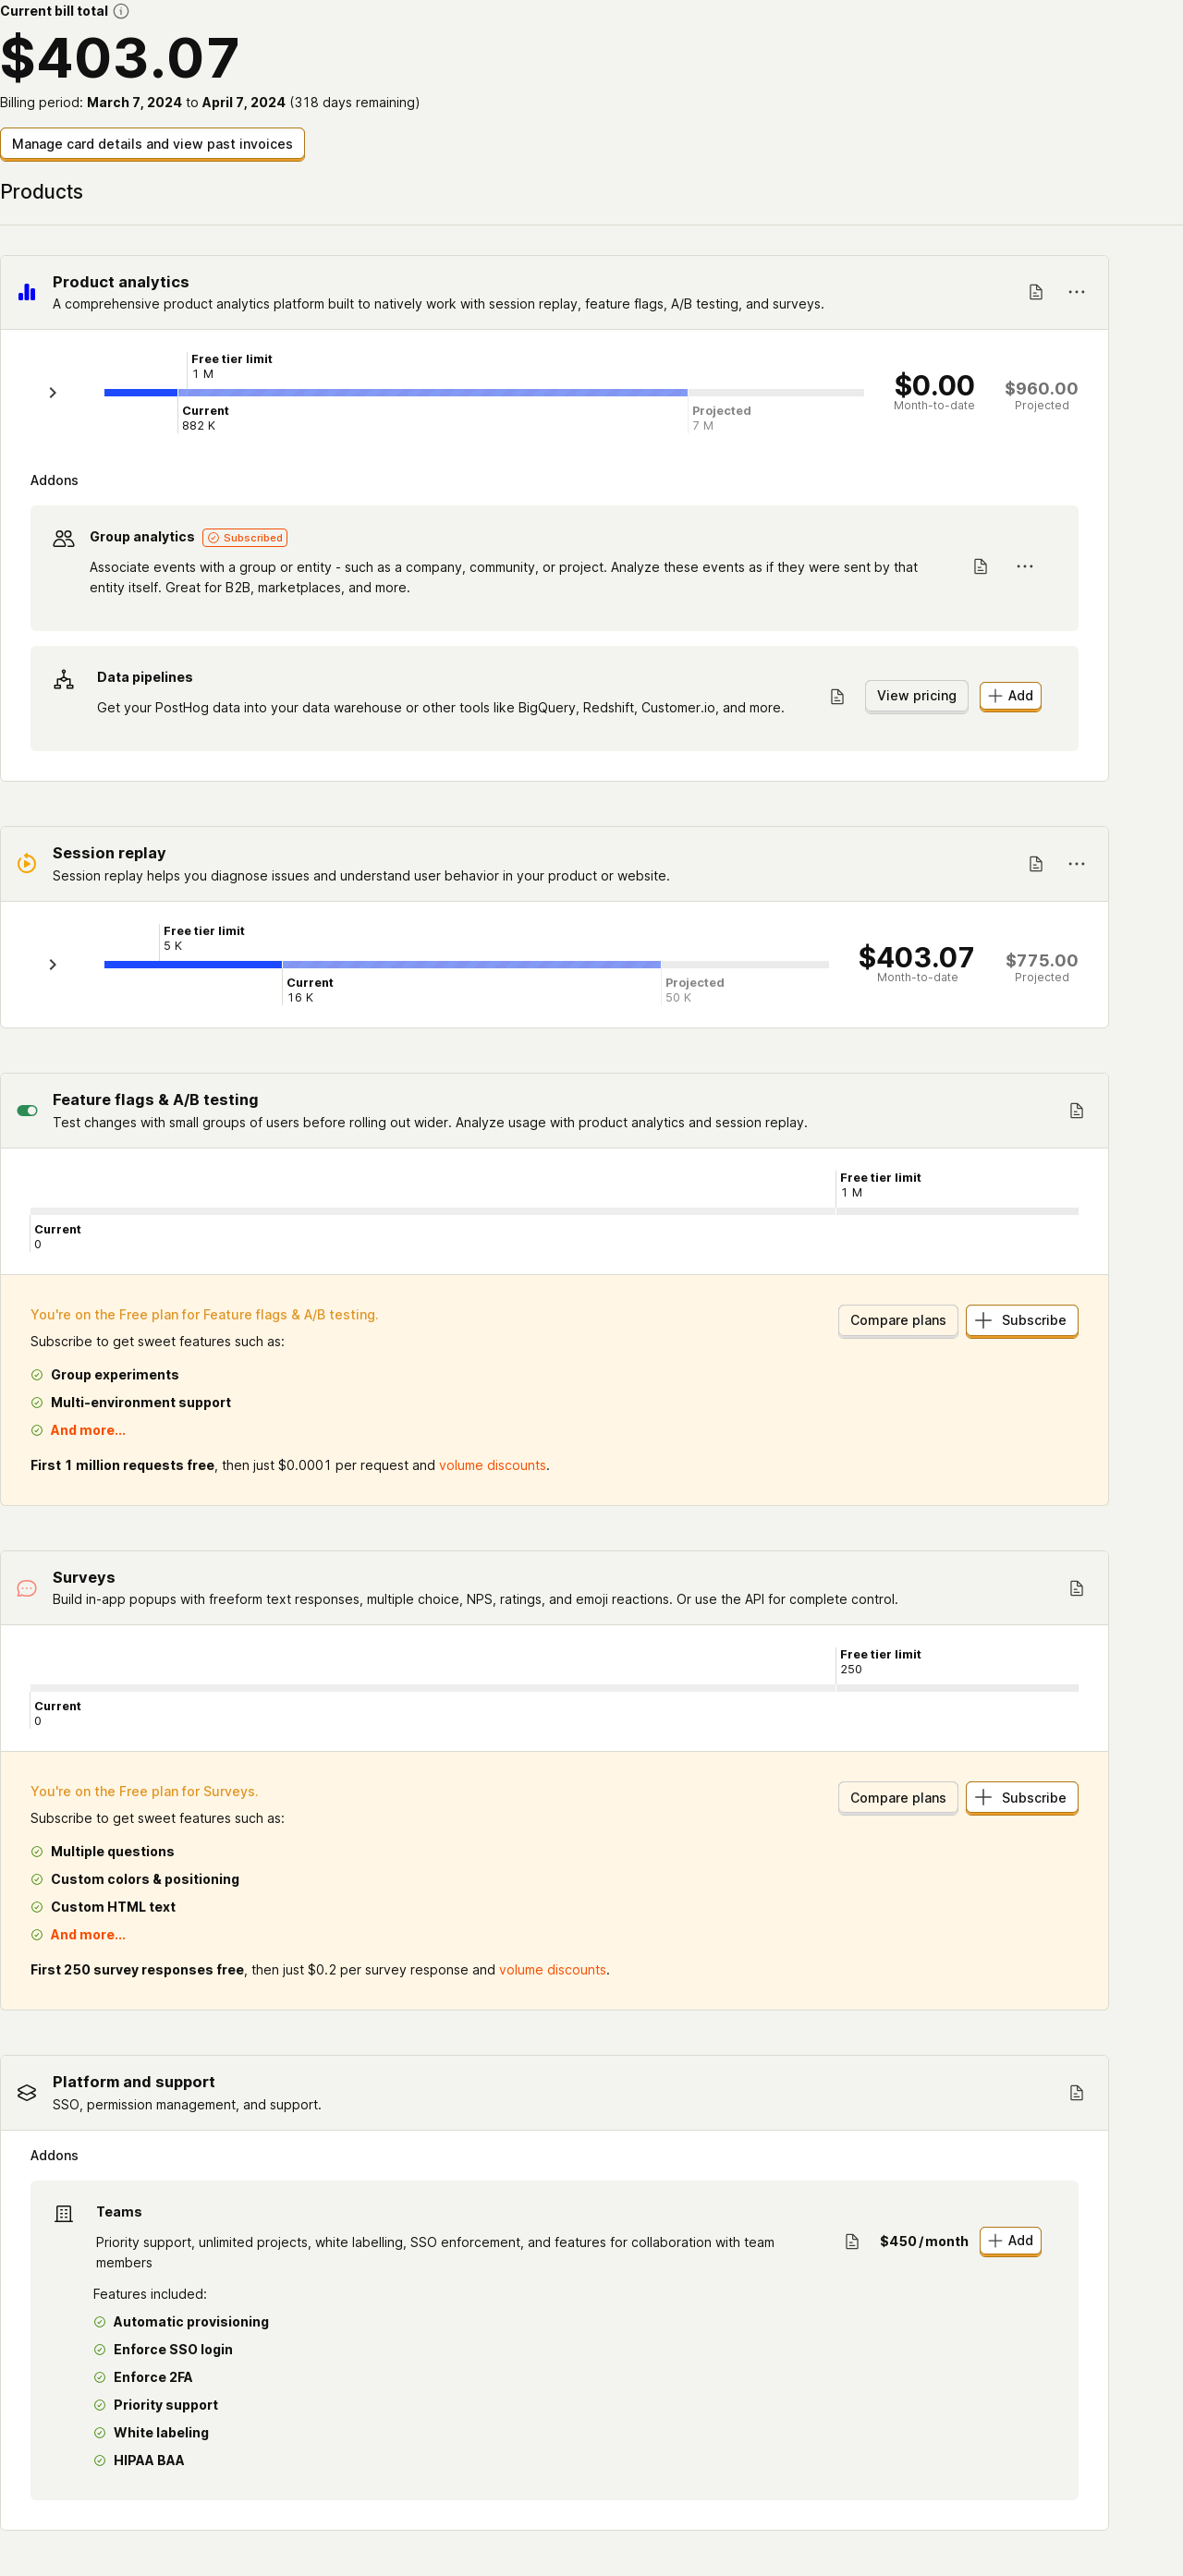 Current bill total
$403.07
Billing period: March 7, 2024 to April 7, 2024 (318 days remaining)
Manage card details and view past invoices
Products
Product analytics
A comprehensive product analytics platform built to natively work with session replay, feature flags, A/B testing, and surveys.
Free tier limit
1 M
Current
882 K
Projected
7 M
$0.00
Month-to-date
$960.00
Projected
Addons
Group analytics Subscribed
Associate events with a group or entity - such as a company, community, or project. Analyze these events as if they were sent by that
entity itself. Great for B2B, marketplaces, and more.
Data pipelines
Get your PostHog data into your data warehouse or other tools like BigQuery, Redshift, Customer.io, and more.
View pricing
Add
Session replay
Session replay helps you diagnose issues and understand user behavior in your product or website.
Free tier limit
5 K
Current
16 K
Projected
50 K
$403.07
Month-to-date
$775.00
Projected
Feature flags & A/B testing
Test changes with small groups of users before rolling out wider. Analyze usage with product analytics and session replay.
Free tier limit
1 M
Current
0
You're on the Free plan for Feature flags & A/B testing.
Compare plans
Subscribe
Subscribe to get sweet features such as:
Group experiments
Multi-environment support
And more...
First 1 million requests free, then just $0.0001 per request and volume discounts.
Surveys
Build in-app popups with freeform text responses, multiple choice, NPS, ratings, and emoji reactions. Or use the API for complete control.
Free tier limit
250
Current
0
You're on the Free plan for Surveys.
Compare plans
Subscribe
Subscribe to get sweet features such as:
Multiple questions
Custom colors & positioning
Custom HTML text
And more...
First 250 survey responses free, then just $0.2 per survey response and volume discounts.
Platform and support
SSO, permission management, and support.
Addons
Teams
Priority support, unlimited projects, white labelling, SSO enforcement, and features for collaboration with team
members
$450/month
Add
Features included:
Automatic provisioning
Enforce SSO login
Enforce 2FA
Priority support
White labeling
HIPAA BAA